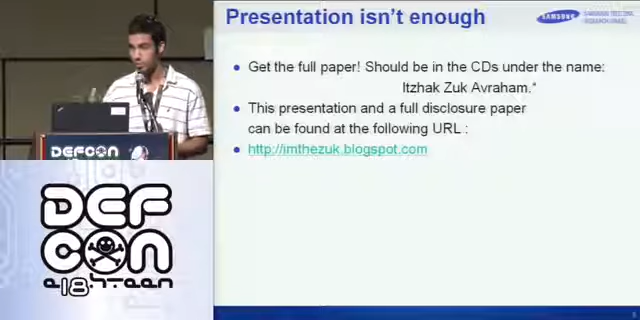 Presentation isn't enough
SAMSUNG
Get the full paper! Should be in the CDs under the name:
Itzhak Zuk Avraham.*
This presentation and a full disclosure paper
can be found at the following URL :
http://imthezuk.blogspot.com
DEFCON
DEF
CON